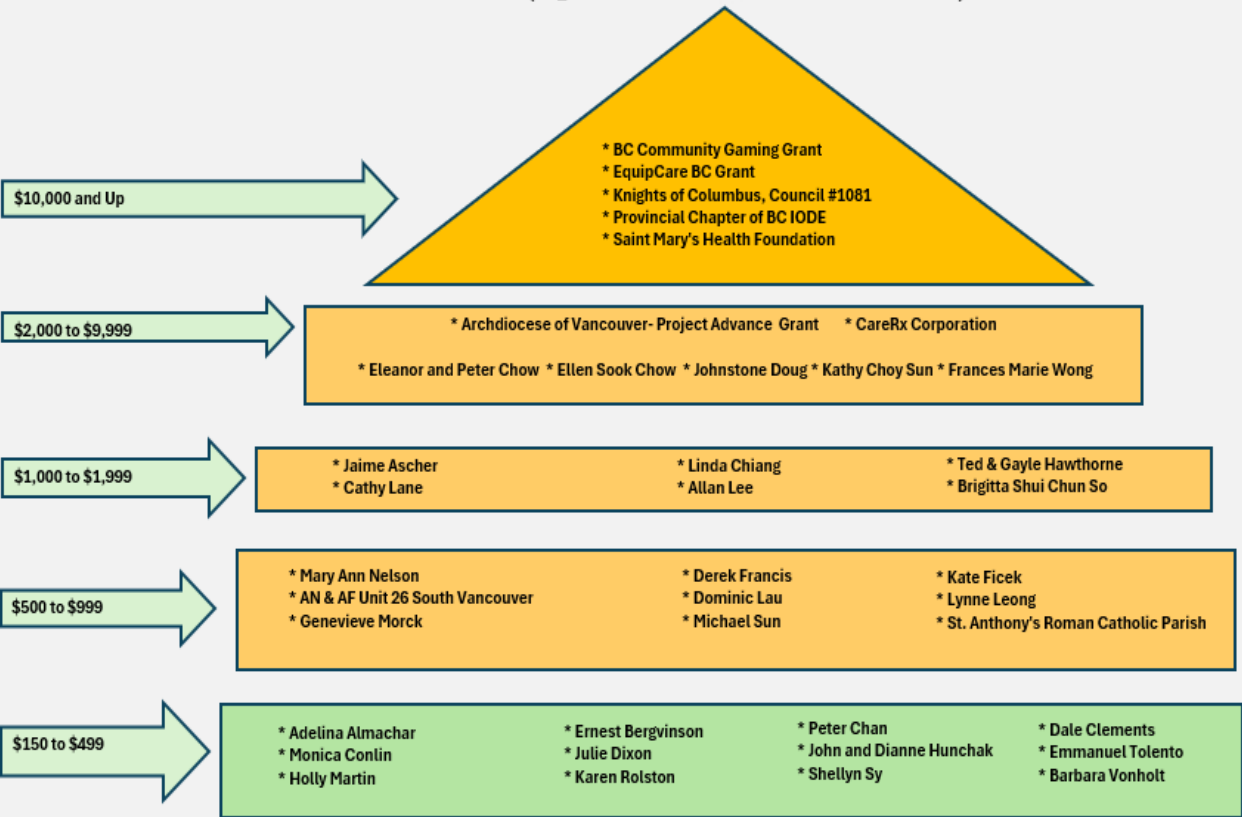 $10,000 and Up
* BC Community Gaming Grant
* EquipCare BC Grant
* Knights of Columbus, Council #1081
* Provincial Chapter of BC IODE
* Saint Mary's Health Foundation
$2,000 to $9,999
* Archdiocese of Vancouver- Project Advance Grant * CareRx Corporation
* Eleanor and Peter Chow * Ellen Sook Chow * Johnstone Doug * Kathy Choy Sun * Frances Marie Wong
$1,000 to $1,999
* Jaime Ascher * Linda Chiang * Ted & Gayle Hawthorne
* Cathy Lane * Allan Lee * Brigitta Shui Chun So
$500 to $999
* Mary Ann Nelson * Derek Francis * Kate Ficek
* AN & AF Unit 26 South Vancouver * Dominic Lau * Lynne Leong
* Genevieve Morck * Michael Sun * St. Anthony's Roman Catholic Parish
$150 to $499
* Adelina Almachar * Ernest Bergvinson * Peter Chan * Dale Clements
* Monica Conlin * Julie Dixon * John and Dianne Hunchak * Emmanuel Tolento
* Holly Martin * Karen Rolston * Shellyn Sy * Barbara Vonholt